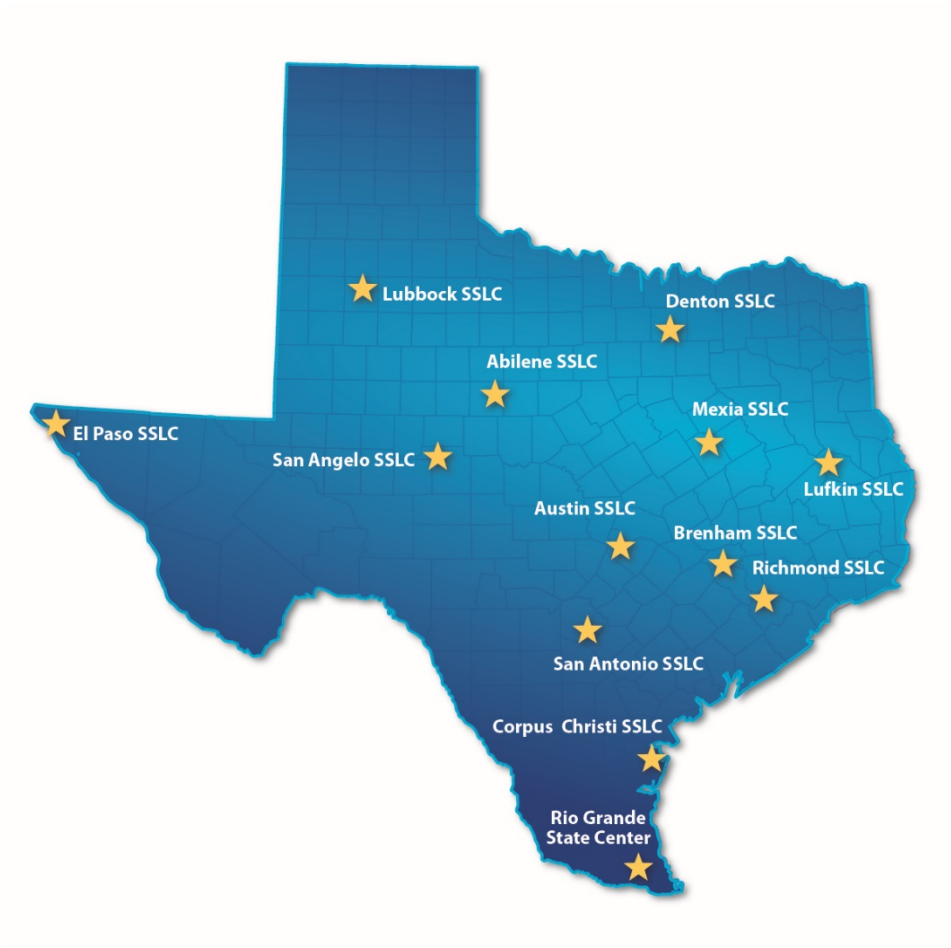 Lubbock SSLC
Denton SSLC
Abilene SSLC
Mexia SSLC
El Paso SSLC
San Angelo SSLC
Lufkin SSLC
Austin SSLC
Brenham SSLC
Richmond SSLC
San Antonio SSLC
Corpus  Christi SSLC
Rio Grande
State Center